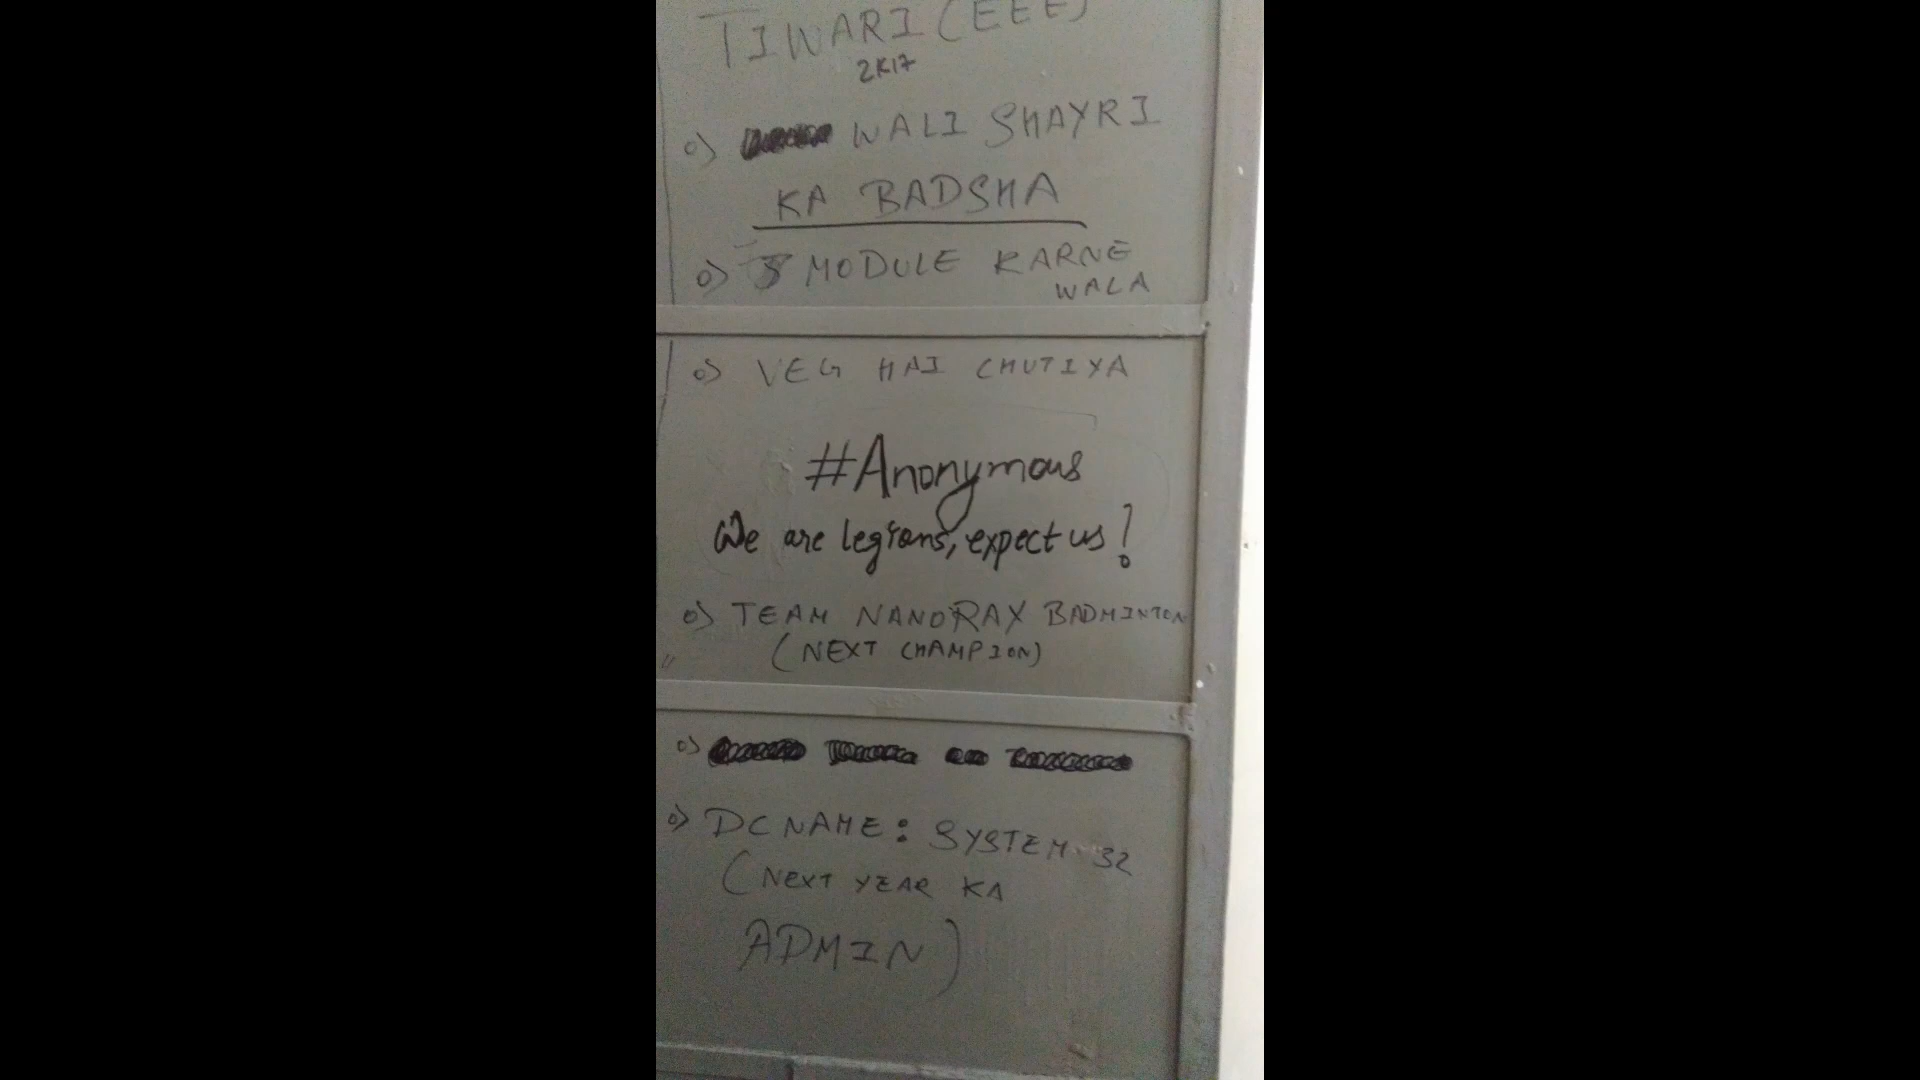 TIWARI (EEE)
2K17
o) WALI SHAYRI
KA BADSHA
o) MODULE KARNE
WALA
o) VEG HAI CHUTIYA
#Anonymous
We are legions, expect us!
o) TEAM NANORAX BADMINTON
(NEXT CHAMPION)
o)
o) DC NAME: SYSTEM 32
(NEXT YEAR KA
ADMIN)